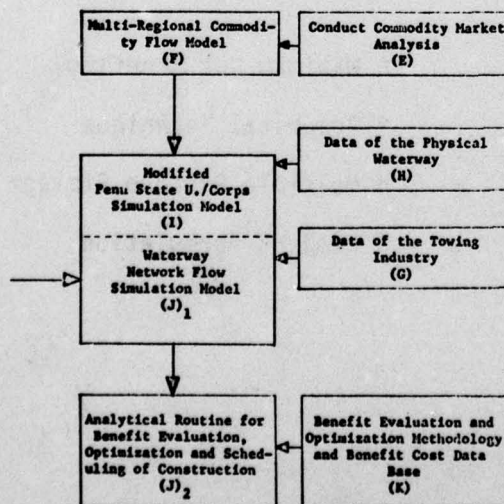 Multi-Regional Commodi-
ty Flow Model
(F)
Conduct Commodity Market
Analysis
(E)
Modified
Penu State U./Corps
Simulation Model
(I)
Waterway
Network Flow
Simulation Model
(J)1
Data of the Physical
Waterway
(H)
Data of the Towing
Industry
(G)
Analytical Routine for
Benefit Evaluation,
Optimization and Sched-
uling of Construction
(J)2
Benefit Evaluation and
Optimization Methodology
and Benefit Cost Data
Base
(K)